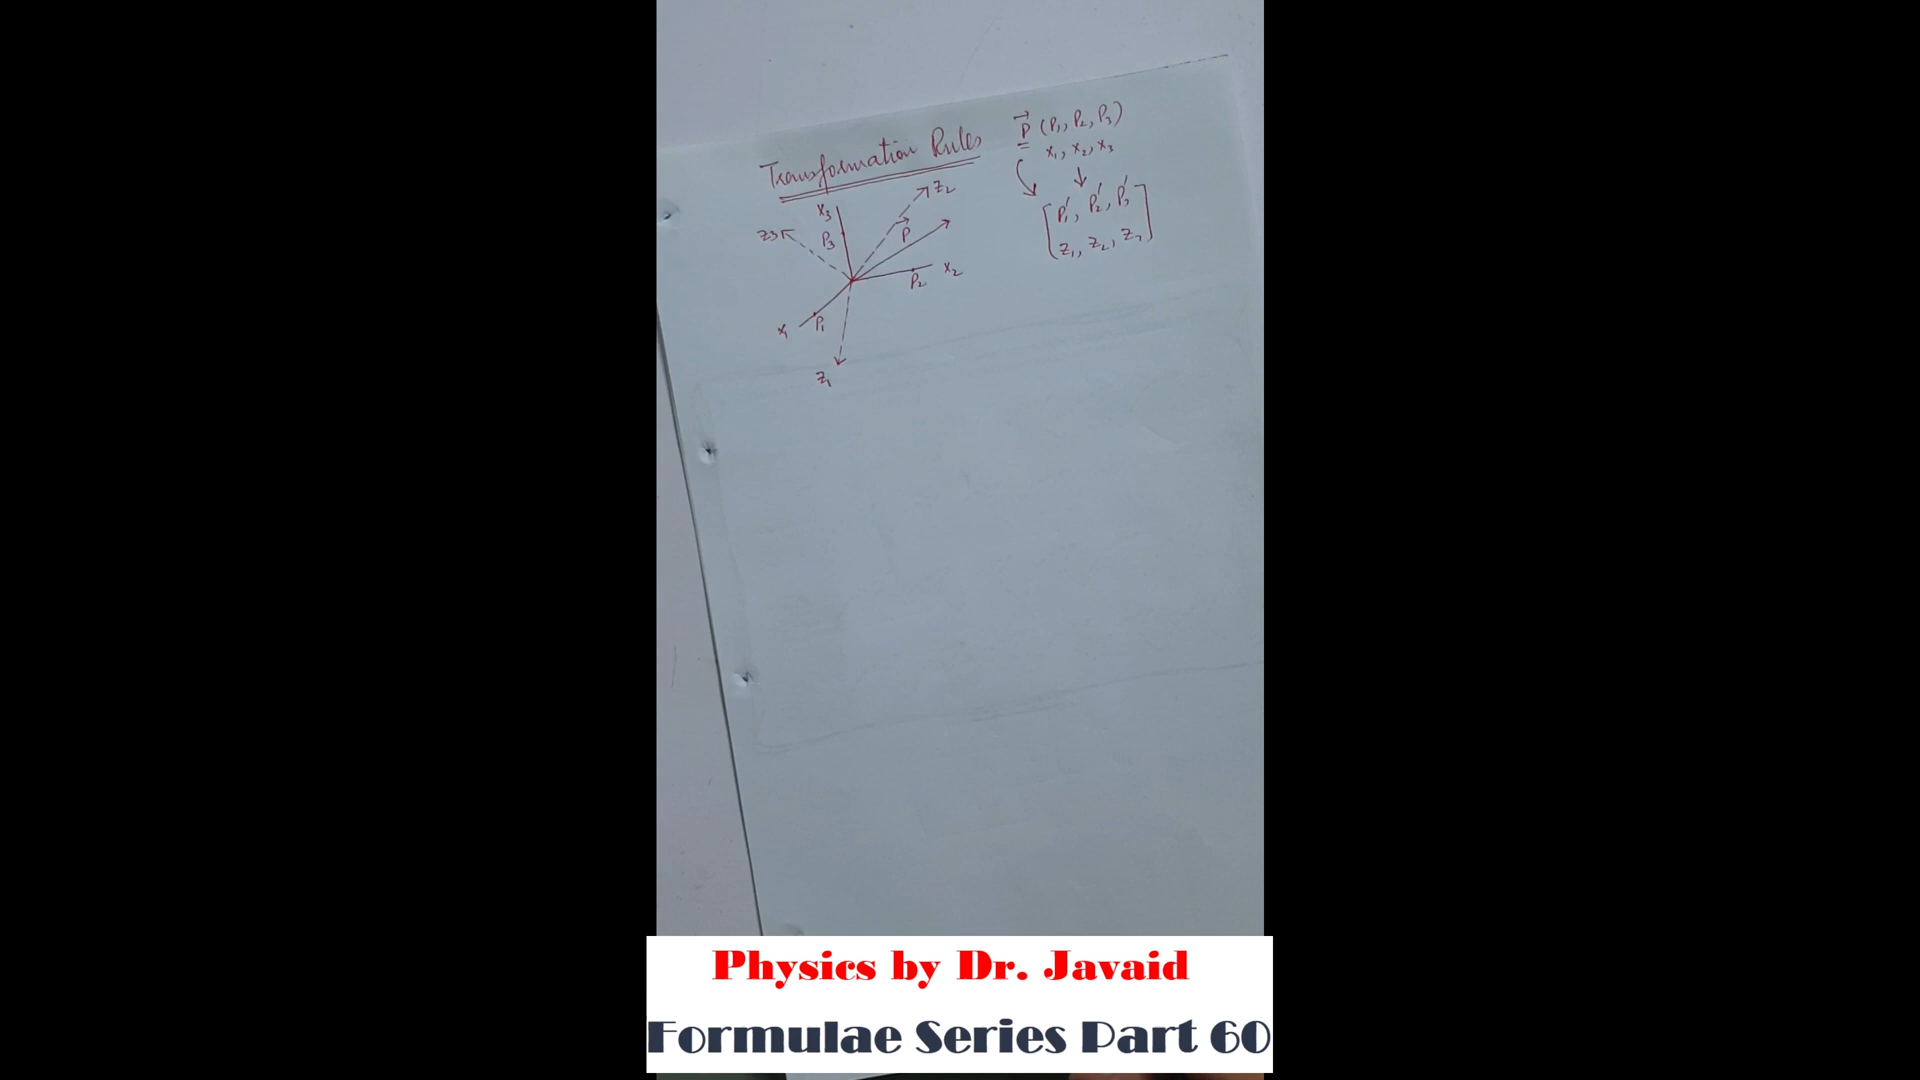 Transformation Rules
P⃗ (P₁, P₂, P₃)
x₁, x₂, x₃
[P₁′, P₂′, P₃′
z₁, z₂, z₃]
z₂
x₃
z₃
P₃
P⃗
x₂
P₂
x₁
P₁
z₁
Physics by Dr. Javaid
Formulae Series Part 60